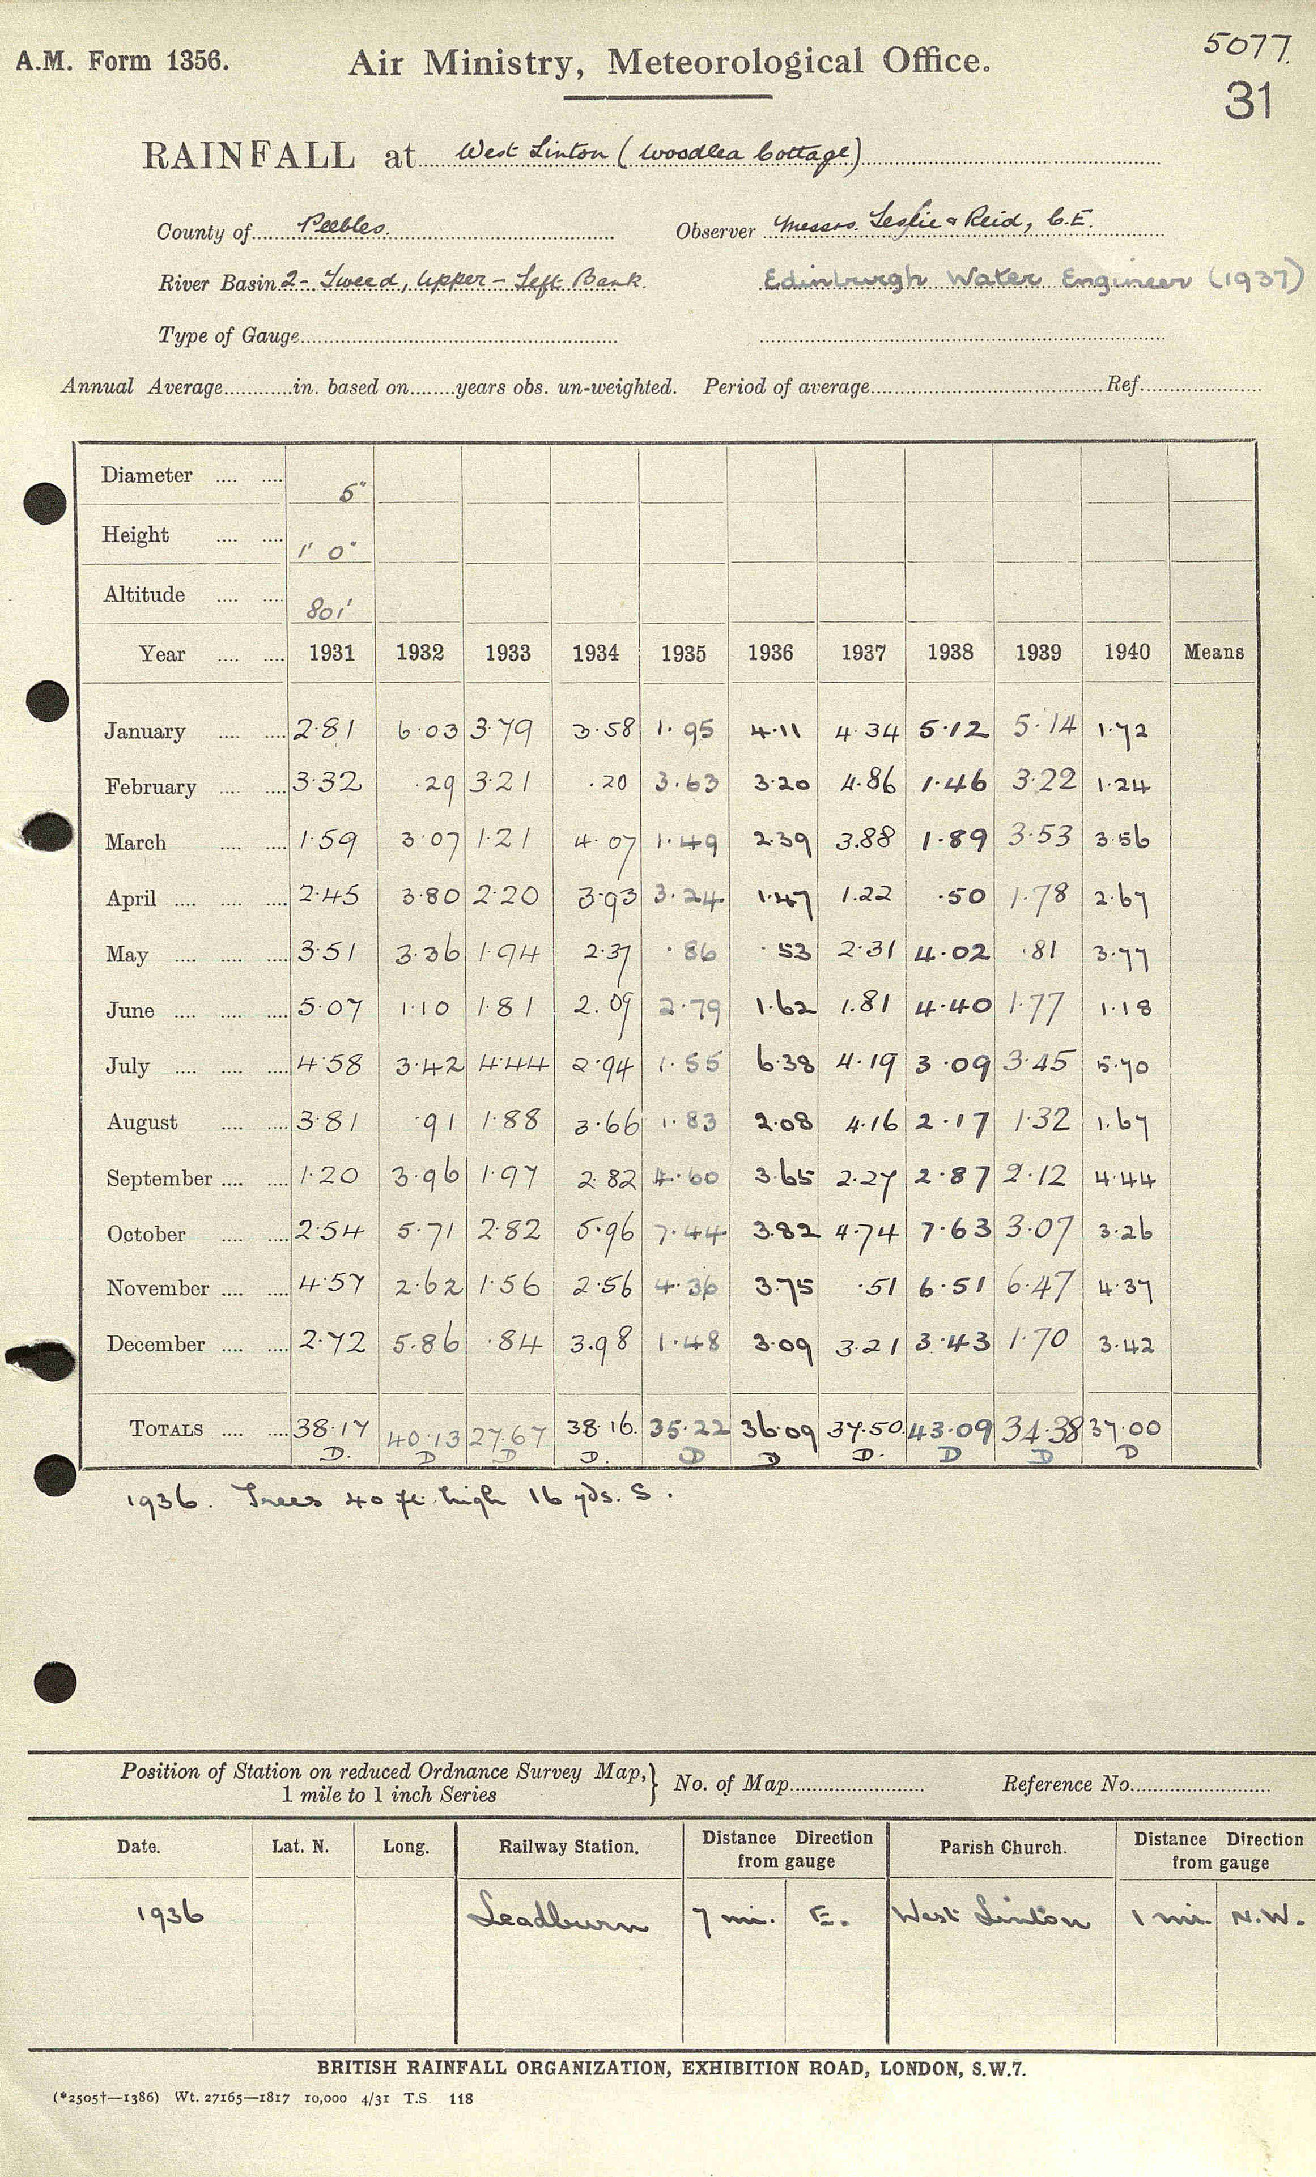 A.M. Form 1356.
Air Ministry, Meteorological Office.
5077.
31
RAINFALL at West Linton (Woodlea Cottage)
County of Peebles. Observer Messrs. Leslie & Reid, C.E.
River Basin 2 - Tweed, Upper - Left Bank Edinburgh Water Engineer (1937)
Type of Gauge
Annual Average in. based on years obs. un-weighted. Period of average Ref.
Diameter 5"
Height 1' 0"
Altitude 801'
Year 1931 1932 1933 1934 1935 1936 1937 1938 1939 1940 Means
January 2.81 6.03 3.79 3.58 1.95 4.11 4.34 5.12 5.14 1.72
February 3.32 .29 3.21 .20 3.63 3.20 4.86 1.46 3.22 1.24
March 1.59 3.07 1.21 4.07 1.49 2.39 3.88 1.89 3.53 3.56
April 2.45 3.80 2.20 3.93 3.24 1.47 1.22 .50 1.78 2.67
May 3.51 3.36 1.94 2.37 .86 .53 2.31 4.02 .81 3.77
June 5.07 1.10 1.81 2.09 2.79 1.62 1.81 4.40 1.77 1.18
July 4.58 3.42 4.44 2.94 1.55 6.38 4.19 3.09 3.45 5.70
August 3.81 .91 1.88 3.66 1.83 2.08 4.16 2.17 1.32 1.67
September 1.20 3.96 1.97 2.82 4.60 3.65 2.27 2.87 2.12 4.44
October 2.54 5.71 2.82 5.96 7.44 3.82 4.74 7.63 3.07 3.26
November 4.57 2.62 1.56 2.56 4.36 3.75 .51 6.51 6.47 4.37
December 2.72 5.86 .84 3.98 1.48 3.09 3.21 3.43 1.70 3.42
TOTALS 38.17 40.13 27.67 38.16. 35.22 36.09 37.50. 43.09 34.38 37.00
D. D D D. D D D. D D D
1936. Trees 40 ft. high 16 yds. S.
Position of Station on reduced Ordnance Survey Map, 1 mile to 1 inch Series } No. of Map Reference No.
Date. Lat. N. Long. Railway Station. Distance Direction from gauge Parish Church. Distance Direction from gauge
1936 Leadburn 7 mi. E. West Linton 1 mi. N.W.
BRITISH RAINFALL ORGANIZATION, EXHIBITION ROAD, LONDON, S.W.7.
(*2505†—1386) Wt. 27165—1817 10,000 4/31 T.S. 118